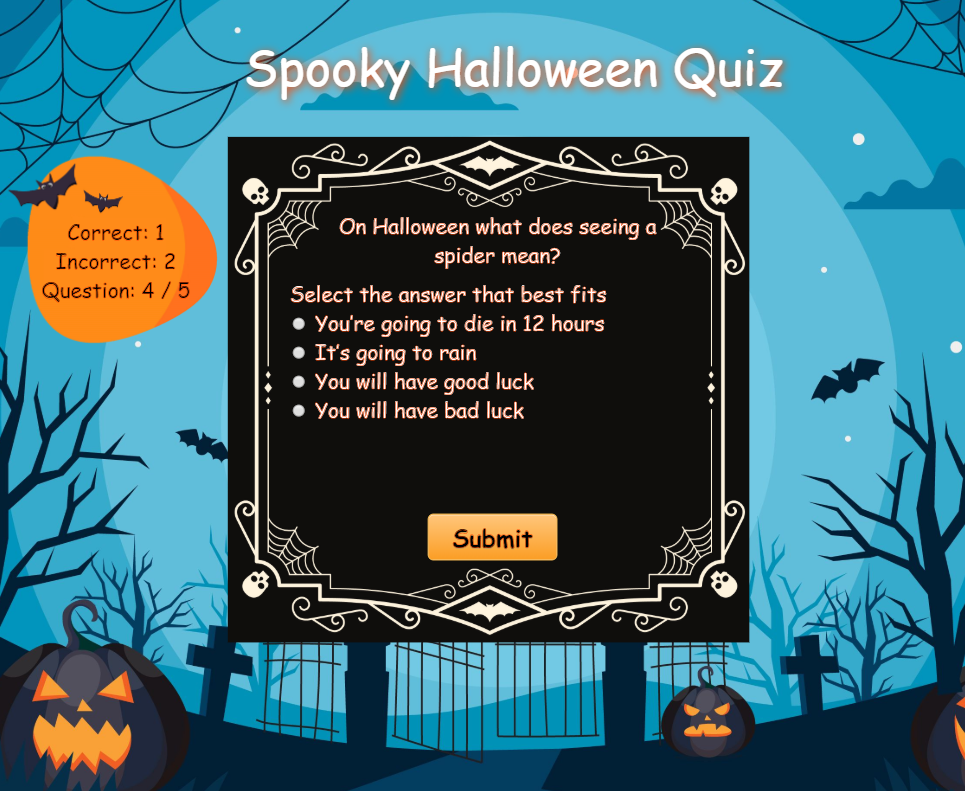 Spooky Halloween Quiz
Correct: 1
Incorrect: 2
Question: 4 / 5
On Halloween what does seeing a
spider mean?
Select the answer that best fits
You're going to die in 12 hours
It's going to rain
You will have good luck
You will have bad luck
Submit